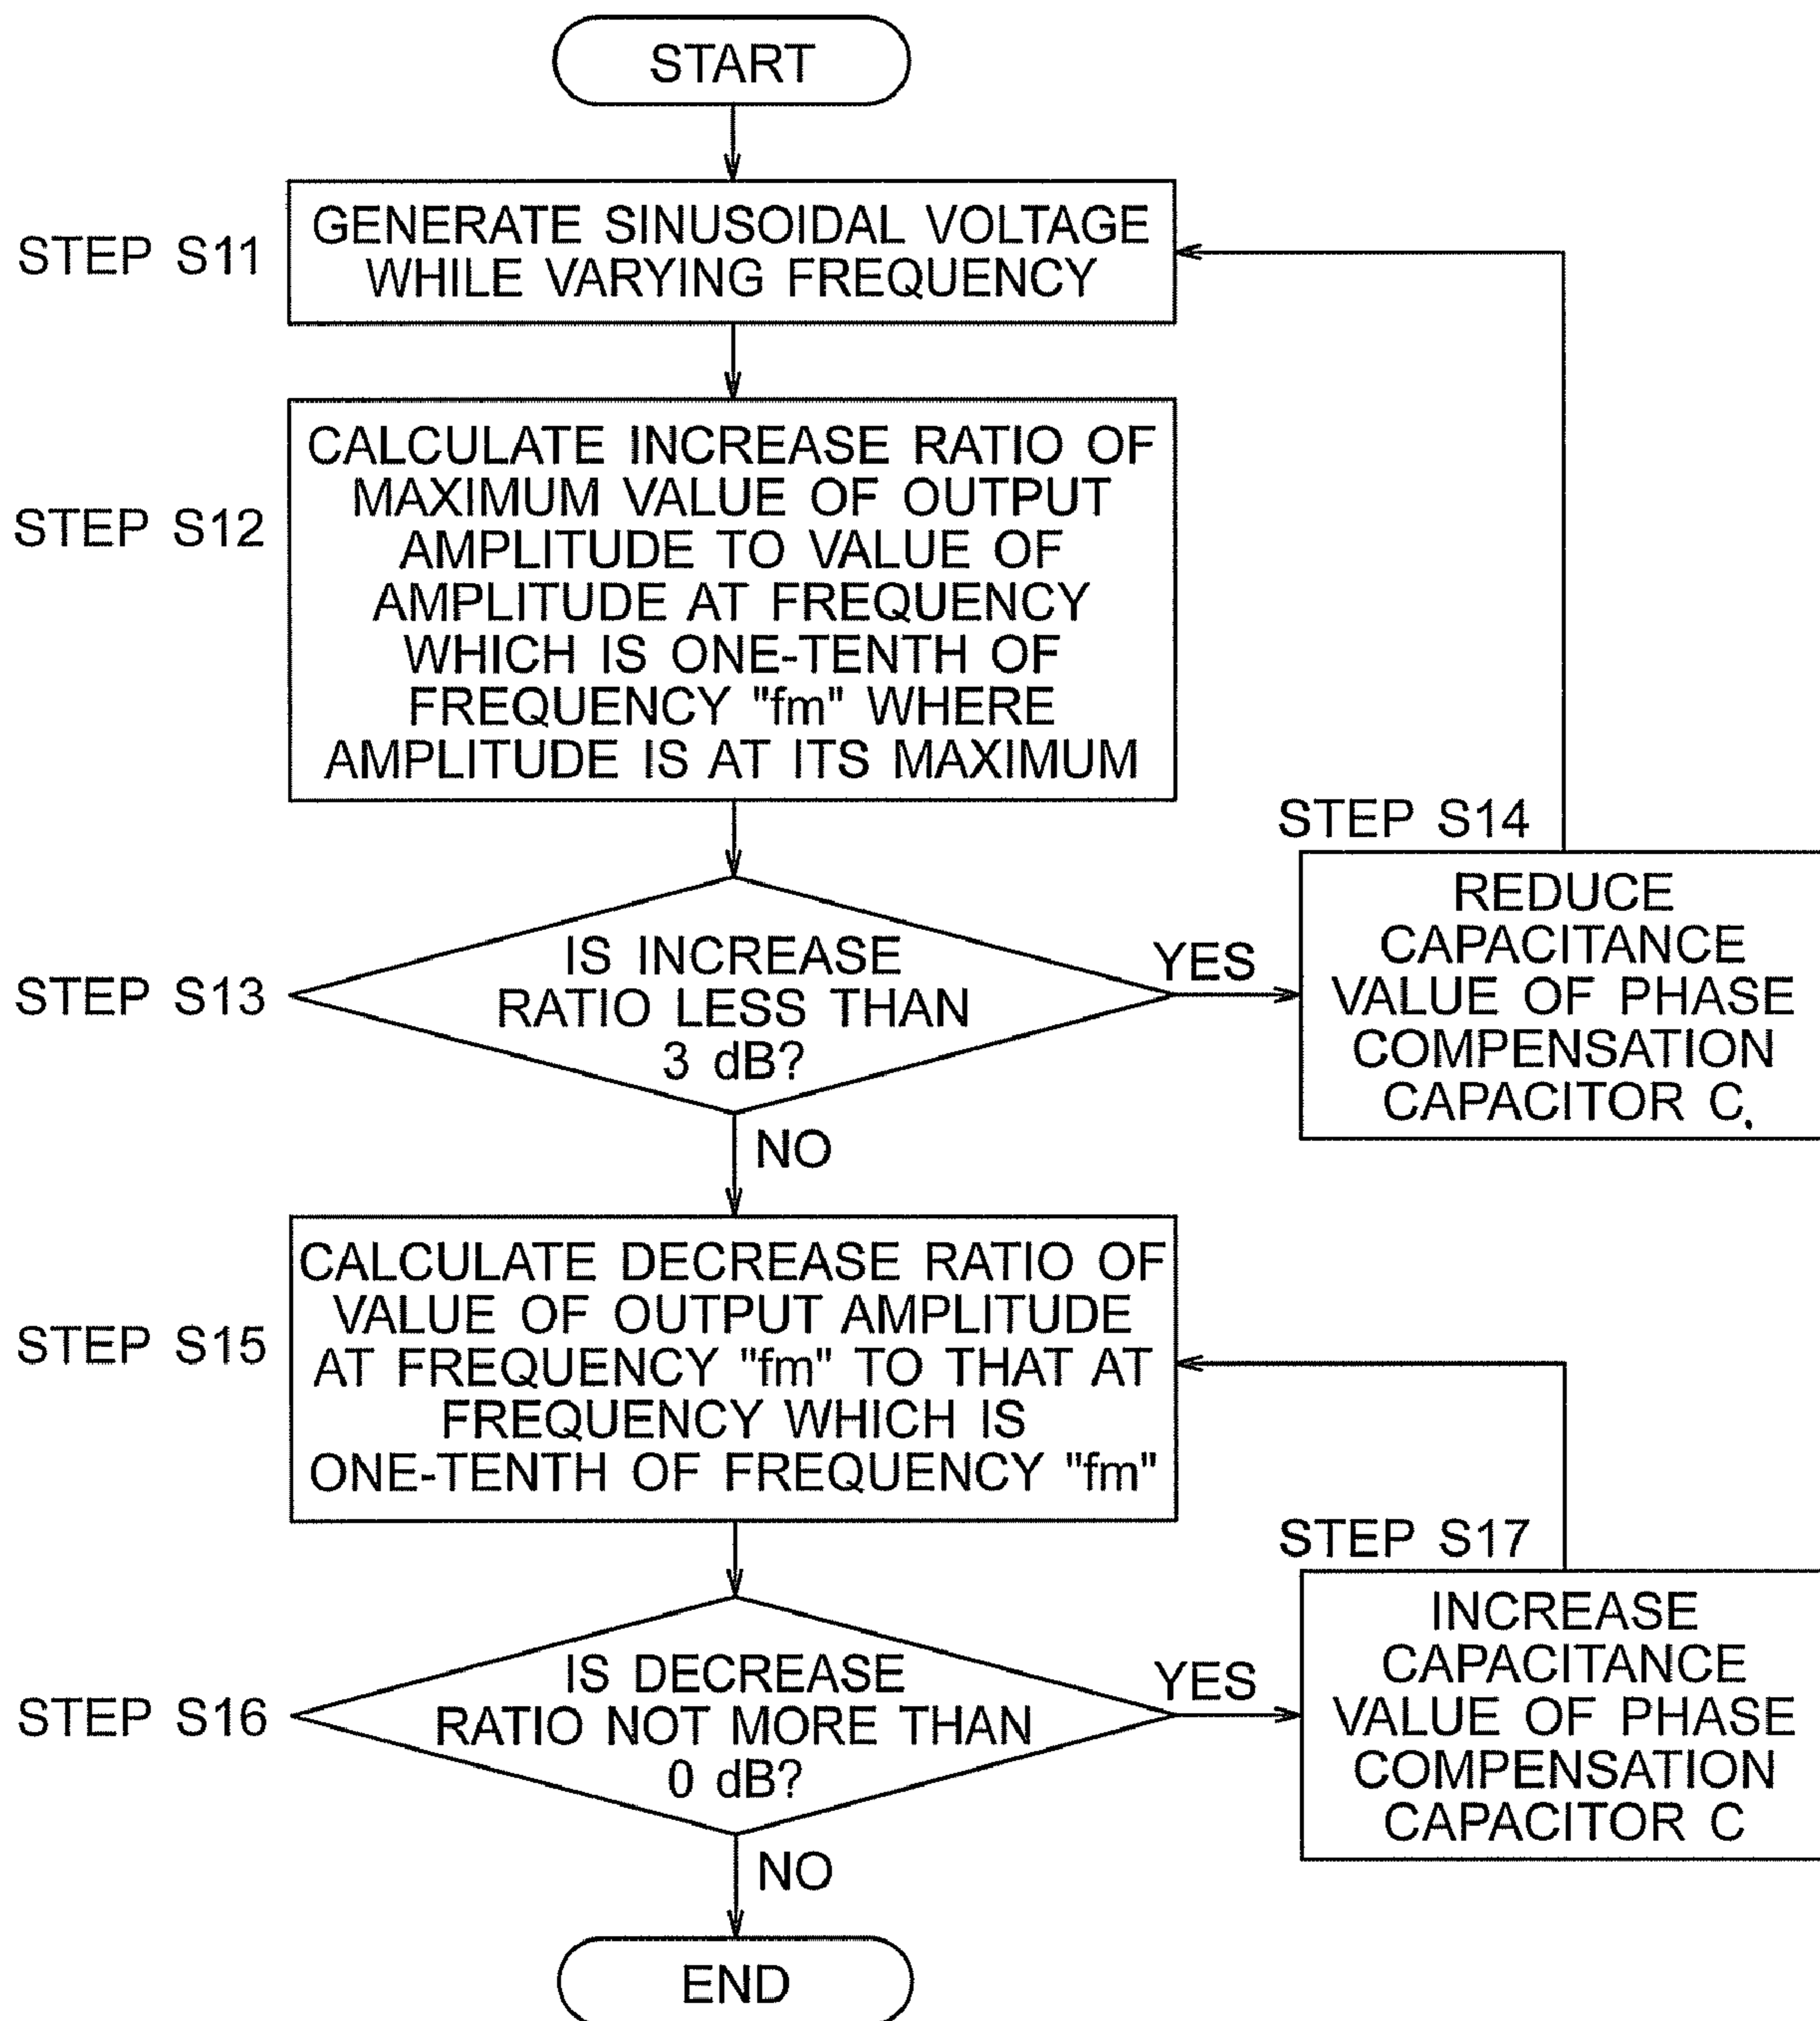 START
STEP S11
GENERATE SINUSOIDAL VOLTAGE
WHILE VARYING FREQUENCY
STEP S12
CALCULATE INCREASE RATIO OF
MAXIMUM VALUE OF OUTPUT
AMPLITUDE TO VALUE OF
AMPLITUDE AT FREQUENCY
WHICH IS ONE-TENTH OF
FREQUENCY "fm" WHERE
AMPLITUDE IS AT ITS MAXIMUM
STEP S13
IS INCREASE
RATIO LESS THAN
3 dB?
YES
STEP S14
REDUCE
CAPACITANCE
VALUE OF PHASE
COMPENSATION
CAPACITOR C.
NO
STEP S15
CALCULATE DECREASE RATIO OF
VALUE OF OUTPUT AMPLITUDE
AT FREQUENCY "fm" TO THAT AT
FREQUENCY WHICH IS
ONE-TENTH OF FREQUENCY "fm"
STEP S16
IS DECREASE
RATIO NOT MORE THAN
0 dB?
YES
STEP S17
INCREASE
CAPACITANCE
VALUE OF PHASE
COMPENSATION
CAPACITOR C
NO
END